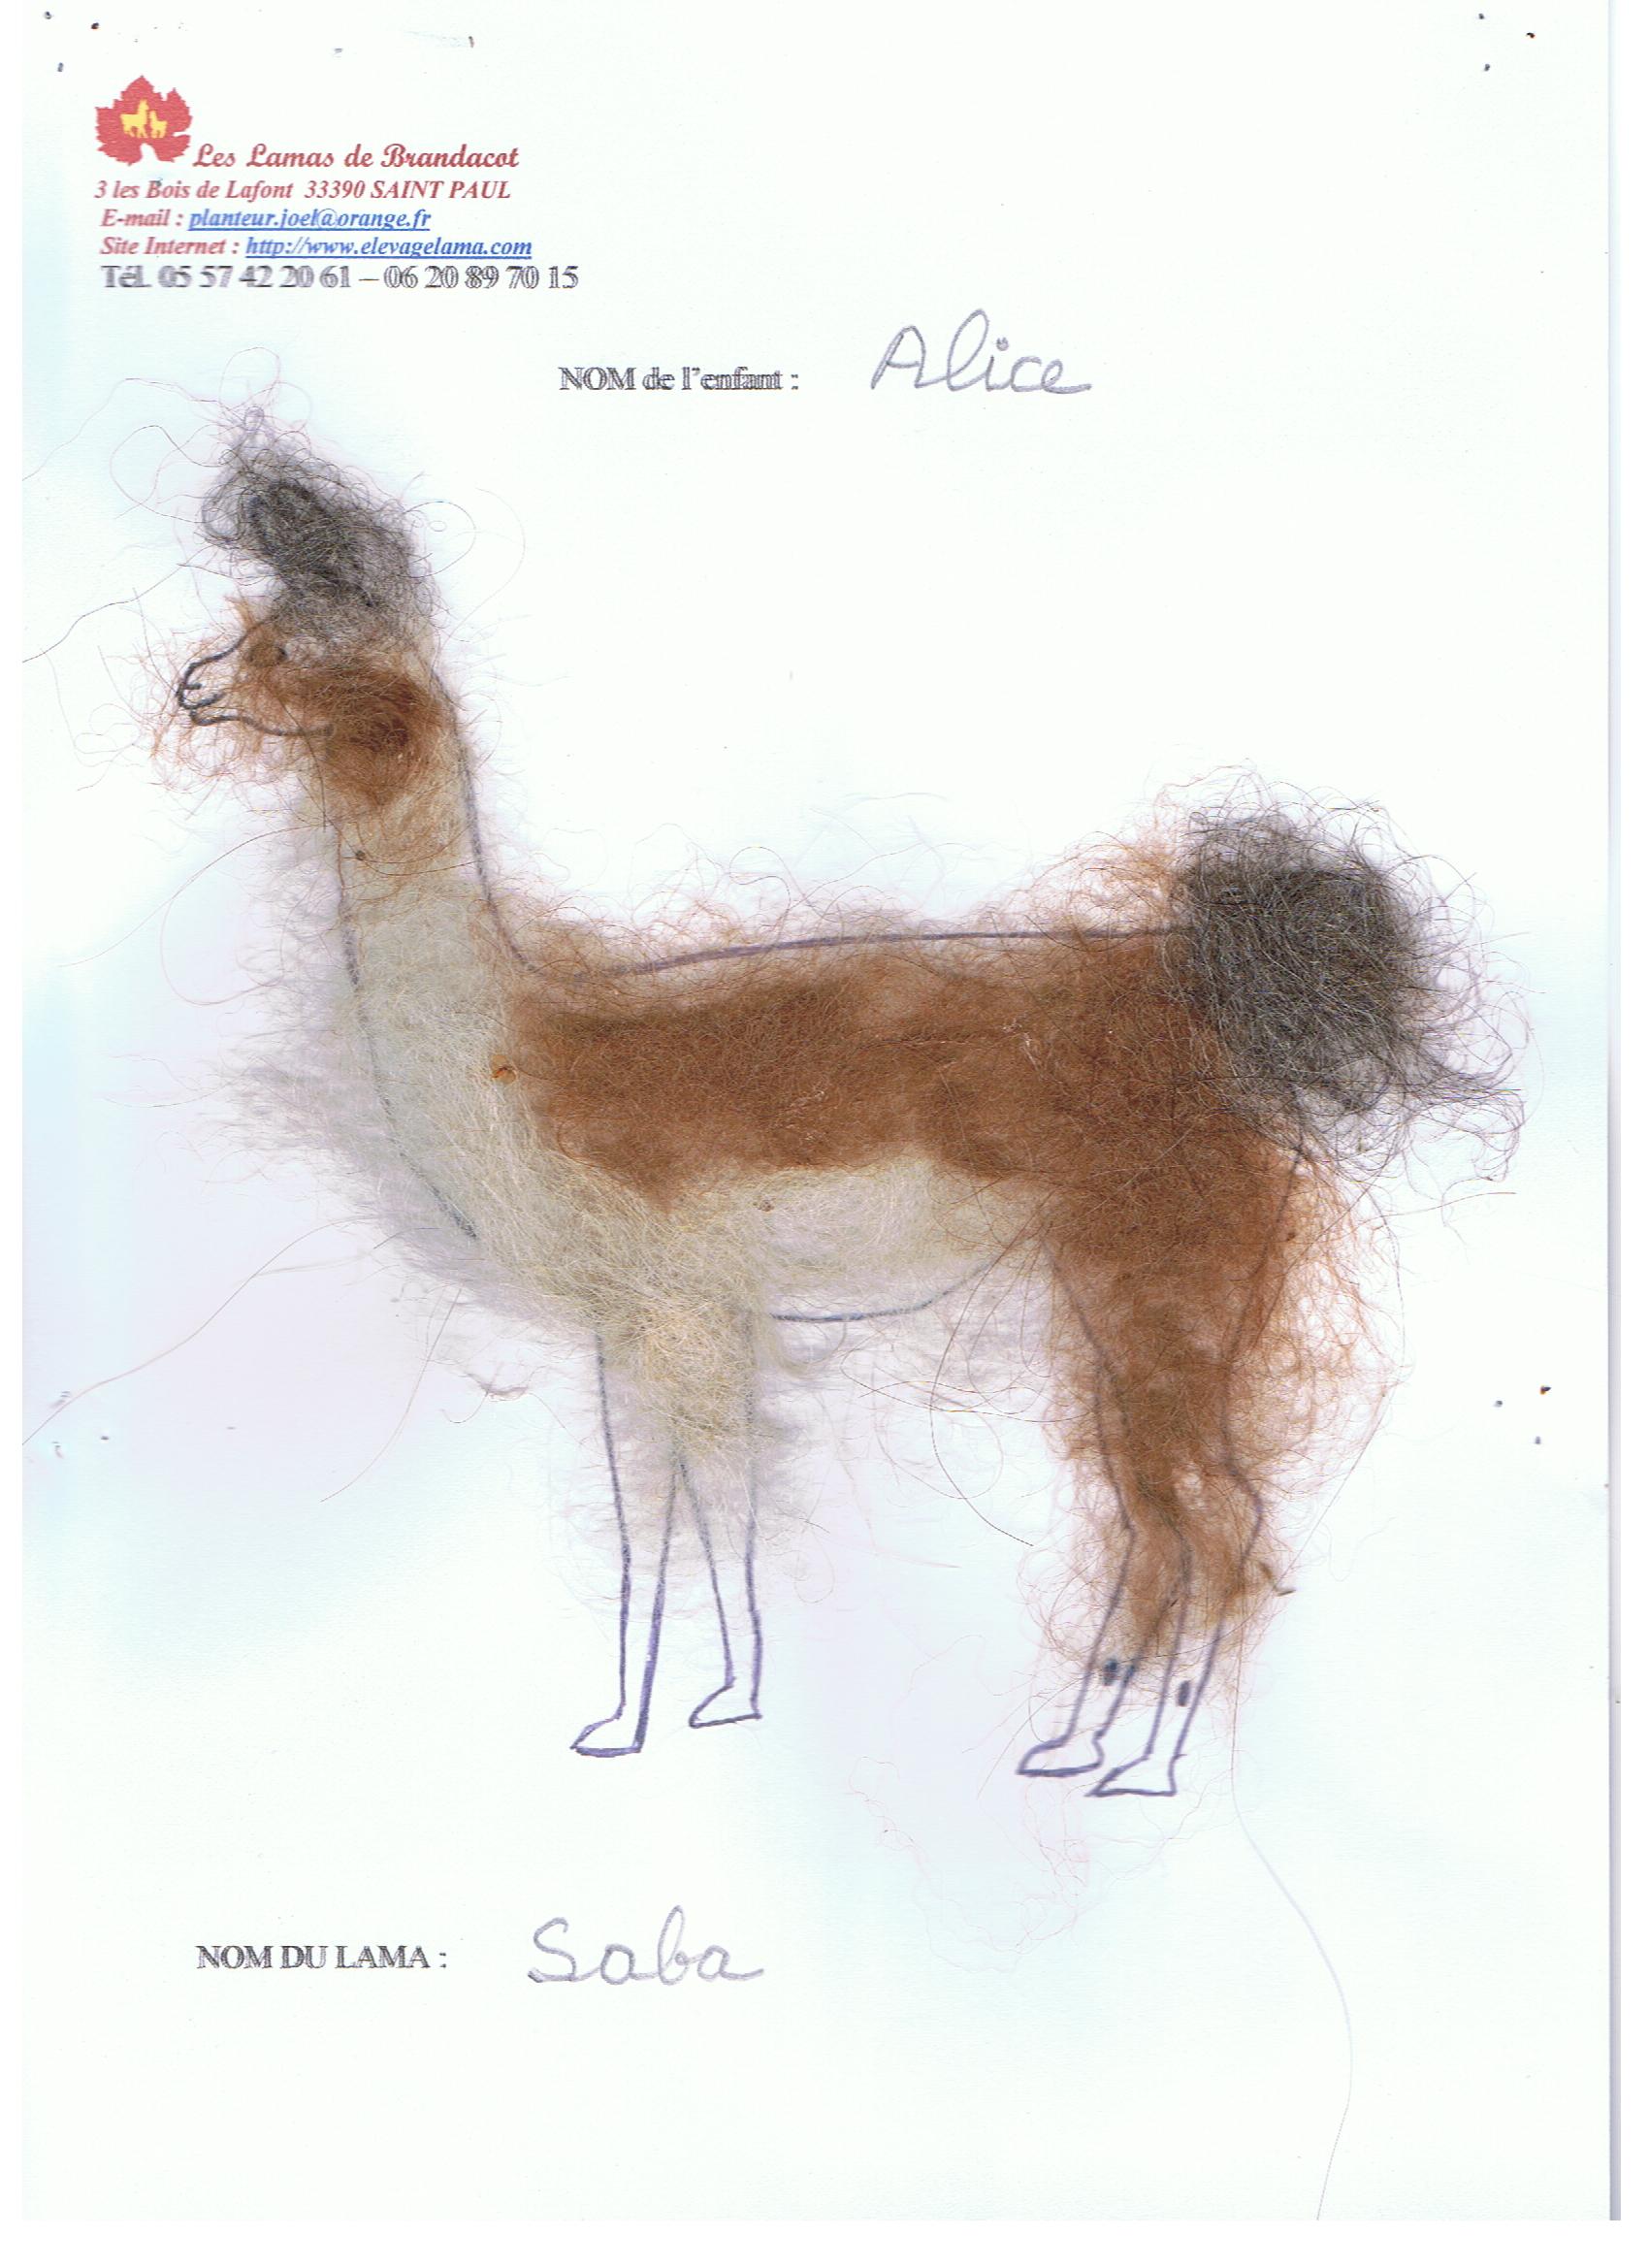 Les Lamas de Brandacot
3 les Bois de Lafont 33390 SAINT PAUL
E-mail : planteur.joel@orange.fr
Site Internet : http://www.elevagelama.com
Tél. 05 57 42 20 61 – 06 20 89 70 15
NOM de l'enfant : Alice
NOM DU LAMA : Saba